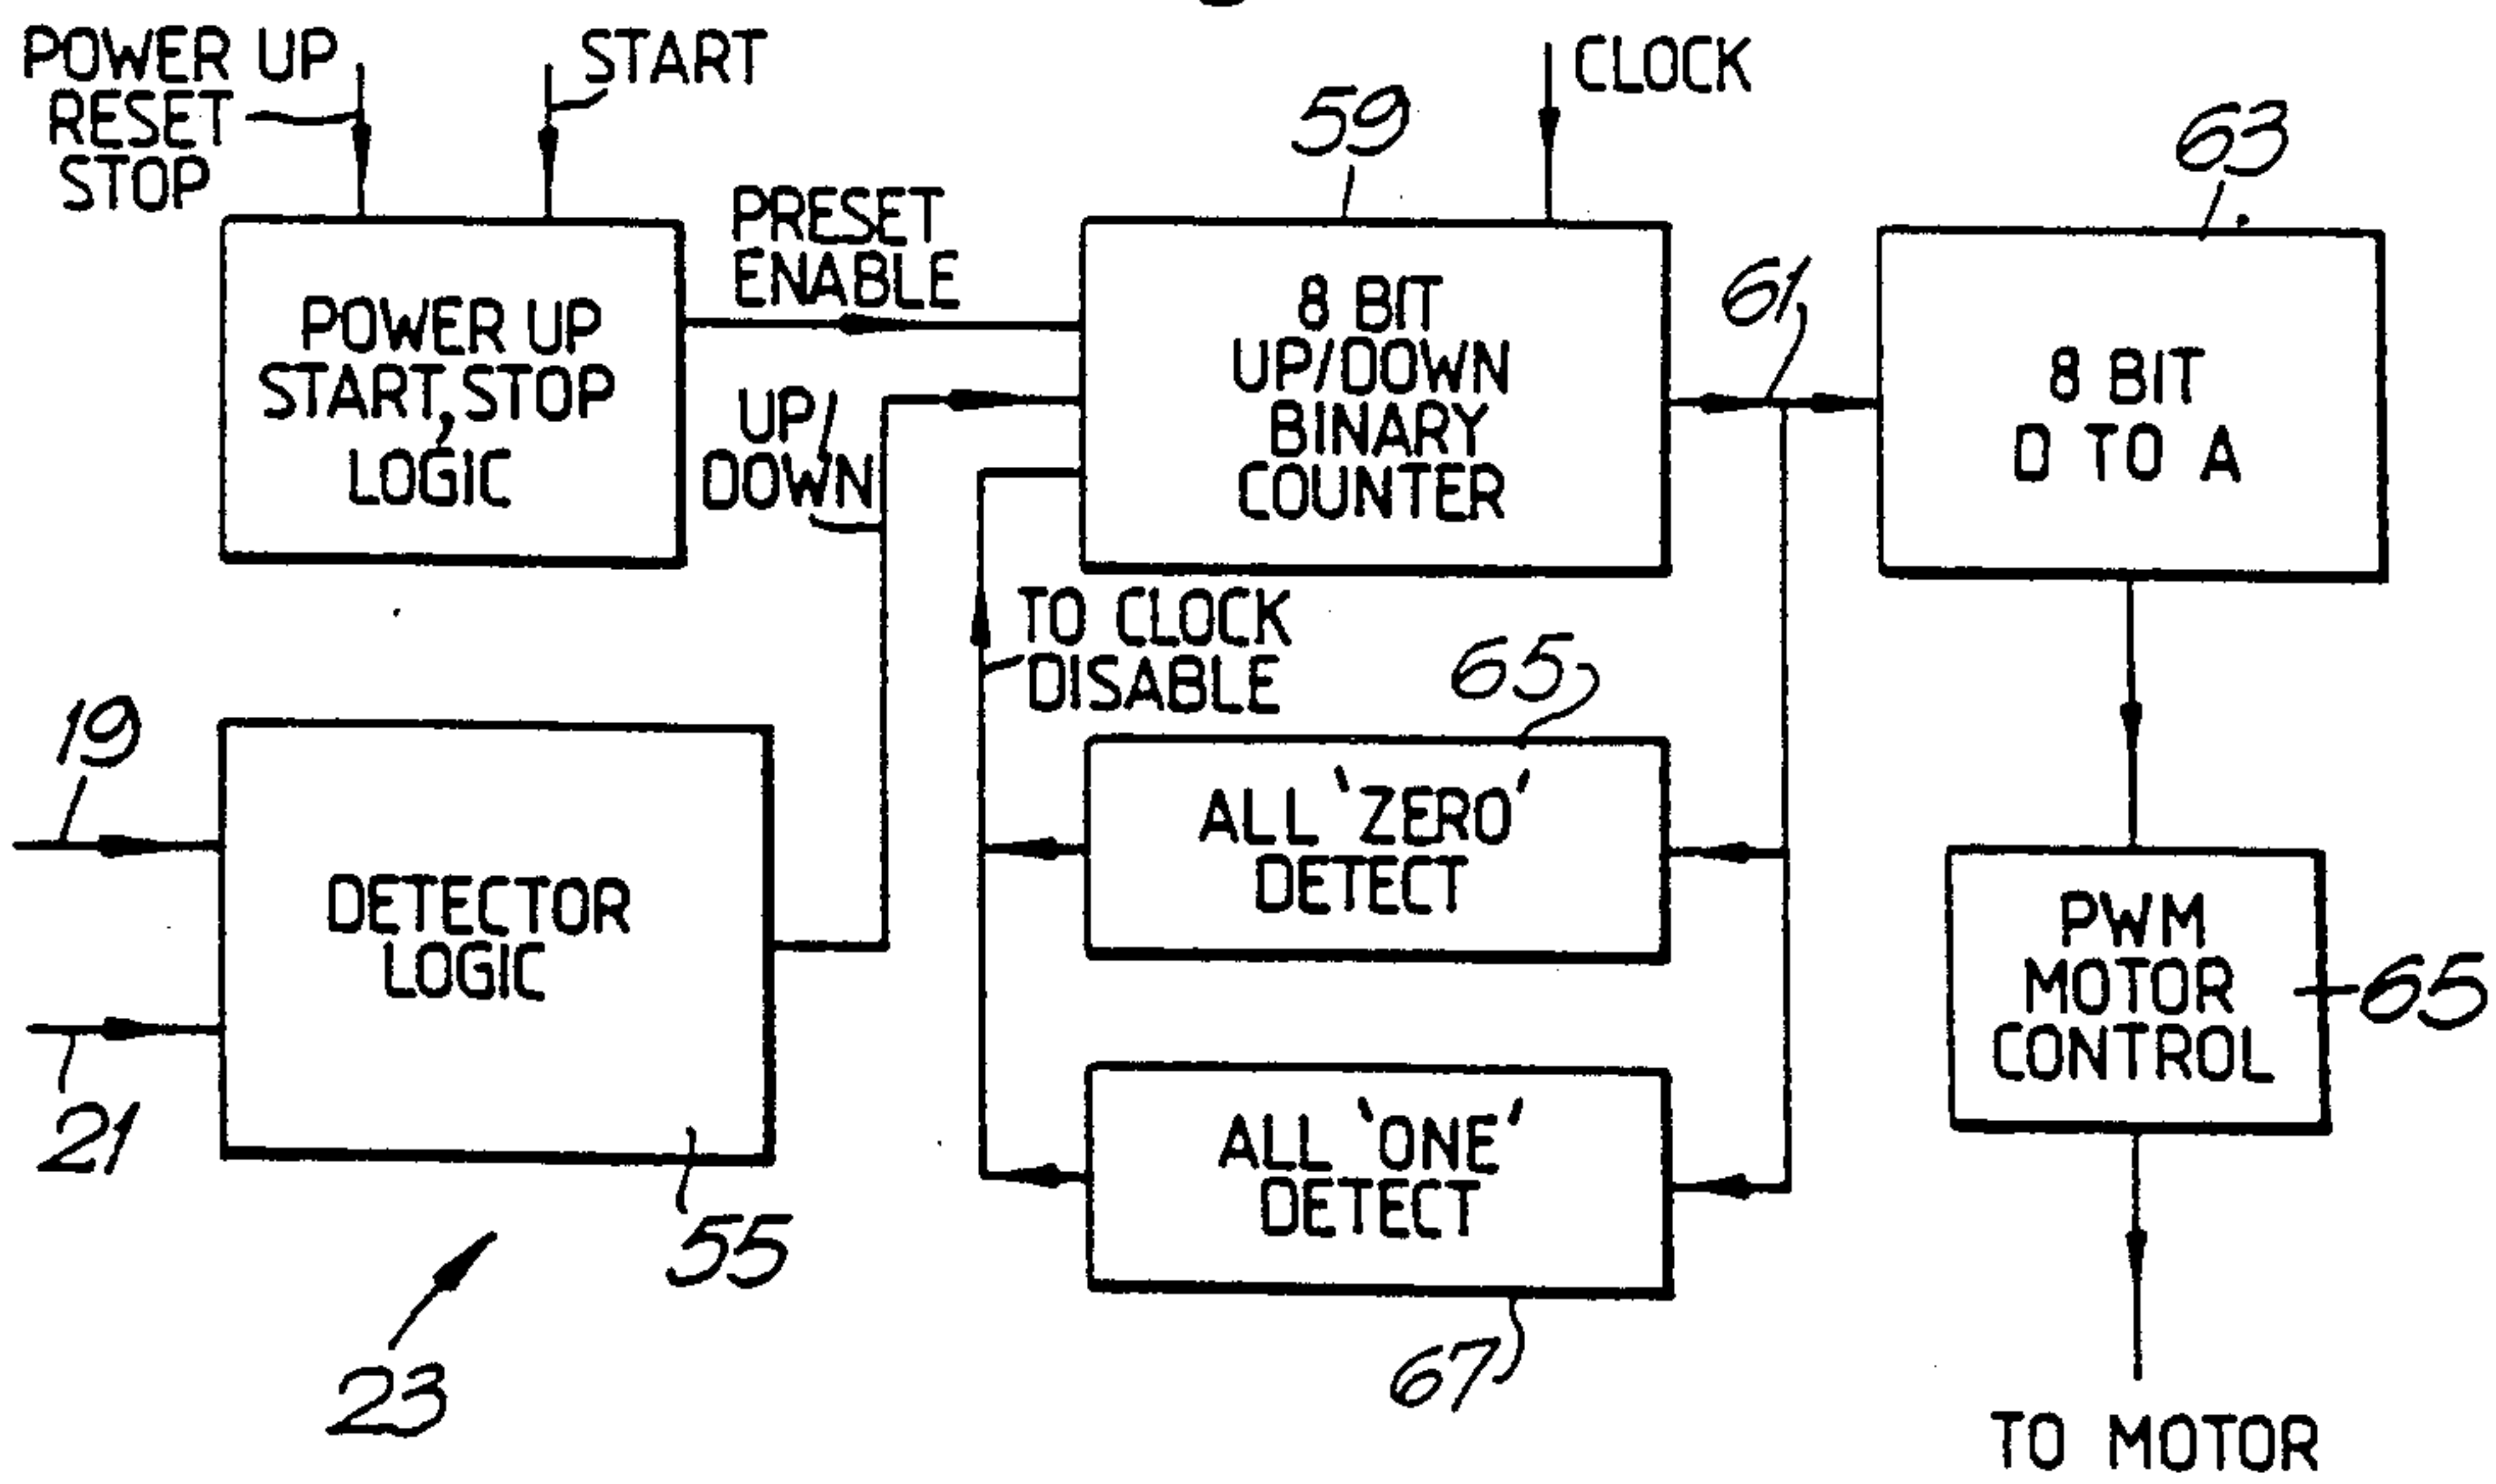 POWER UP
RESET
STOP
START
CLOCK
59
63
PRESET
ENABLE
61
POWER UP
START, STOP
LOGIC
UP/
DOWN
8 BIT
UP/DOWN
BINARY
COUNTER
8 BIT
D TO A
TO CLOCK
DISABLE
65
19
DETECTOR
LOGIC
21
55
23
ALL 'ZERO'
DETECT
ALL 'ONE'
DETECT
67
PWM
MOTOR
CONTROL
65
TO MOTOR